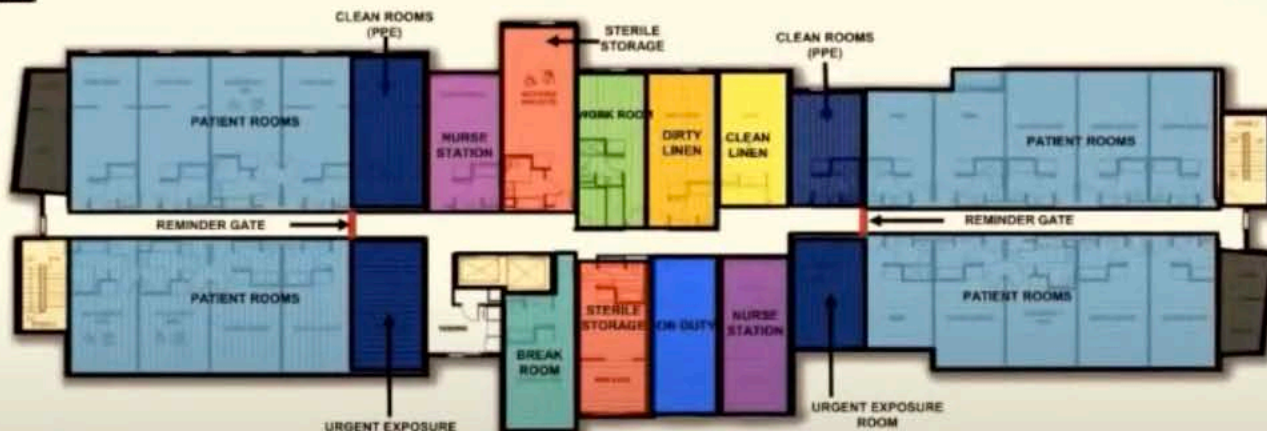 CLEAN ROOMS
(PPE)
STERILE
STORAGE
CLEAN ROOMS
(PPE)
PATIENT ROOMS
NURSE
STATION
WORK ROOM
DIRTY
LINEN
CLEAN
LINEN
PATIENT ROOMS
REMINDER GATE
REMINDER GATE
PATIENT ROOMS
BREAK
ROOM
STERILE
STORAGE
ON DUTY
NURSE
STATION
PATIENT ROOMS
URGENT EXPOSURE
URGENT EXPOSURE
ROOM